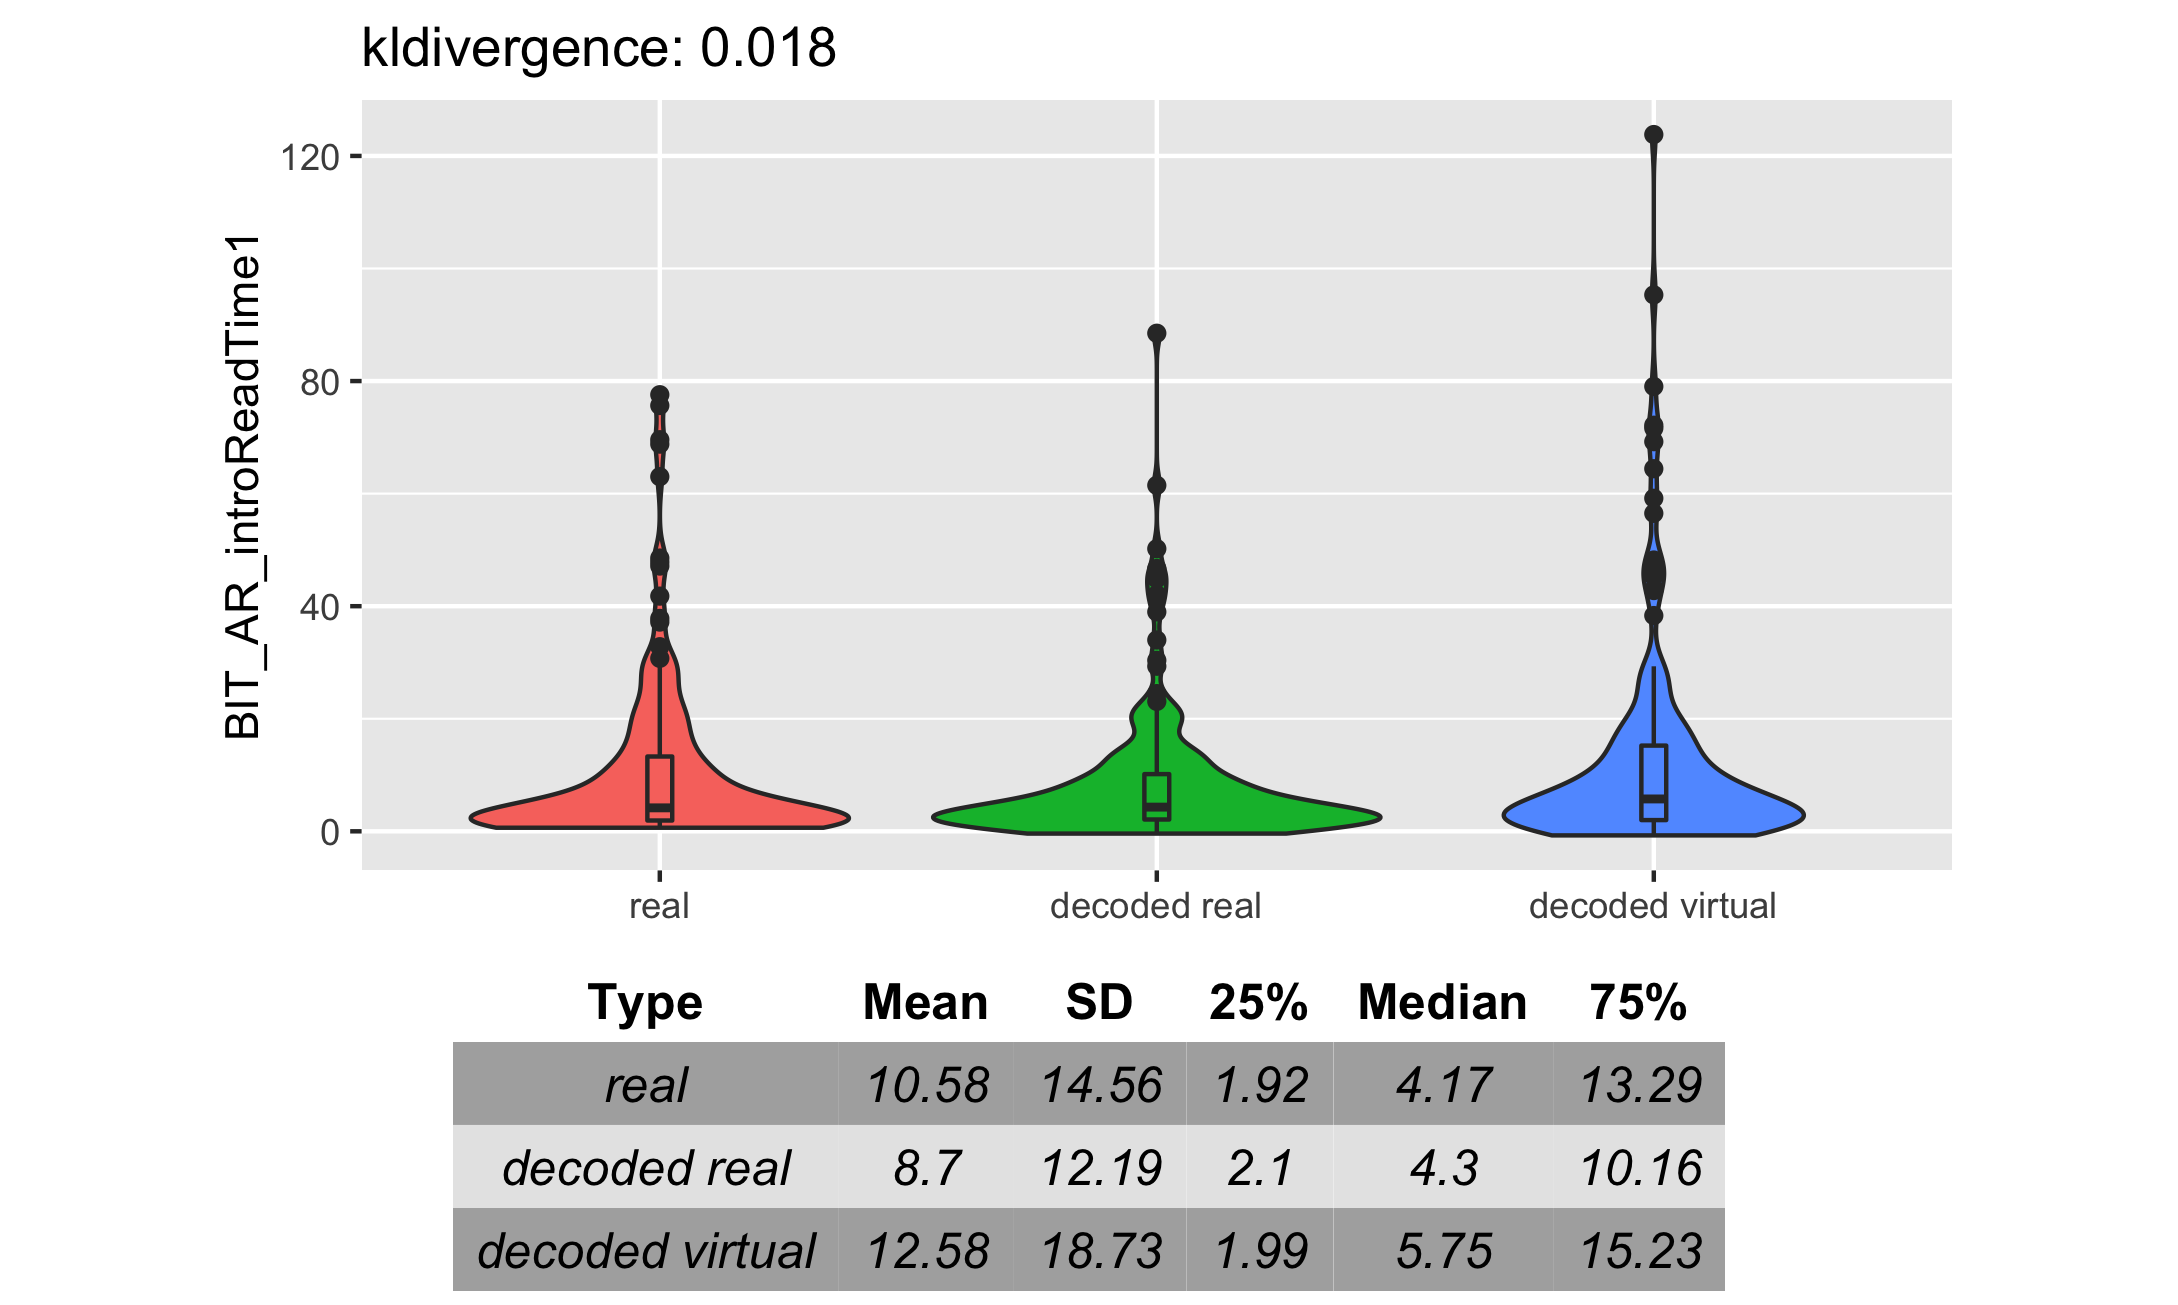 kldivergence: 0.018
BIT_AR_introReadTime1
120
80
40
0
real decoded real decoded virtual
Type Mean SD 25% Median 75%
real 10.58 14.56 1.92 4.17 13.29
decoded real 8.7 12.19 2.1 4.3 10.16
decoded virtual 12.58 18.73 1.99 5.75 15.23